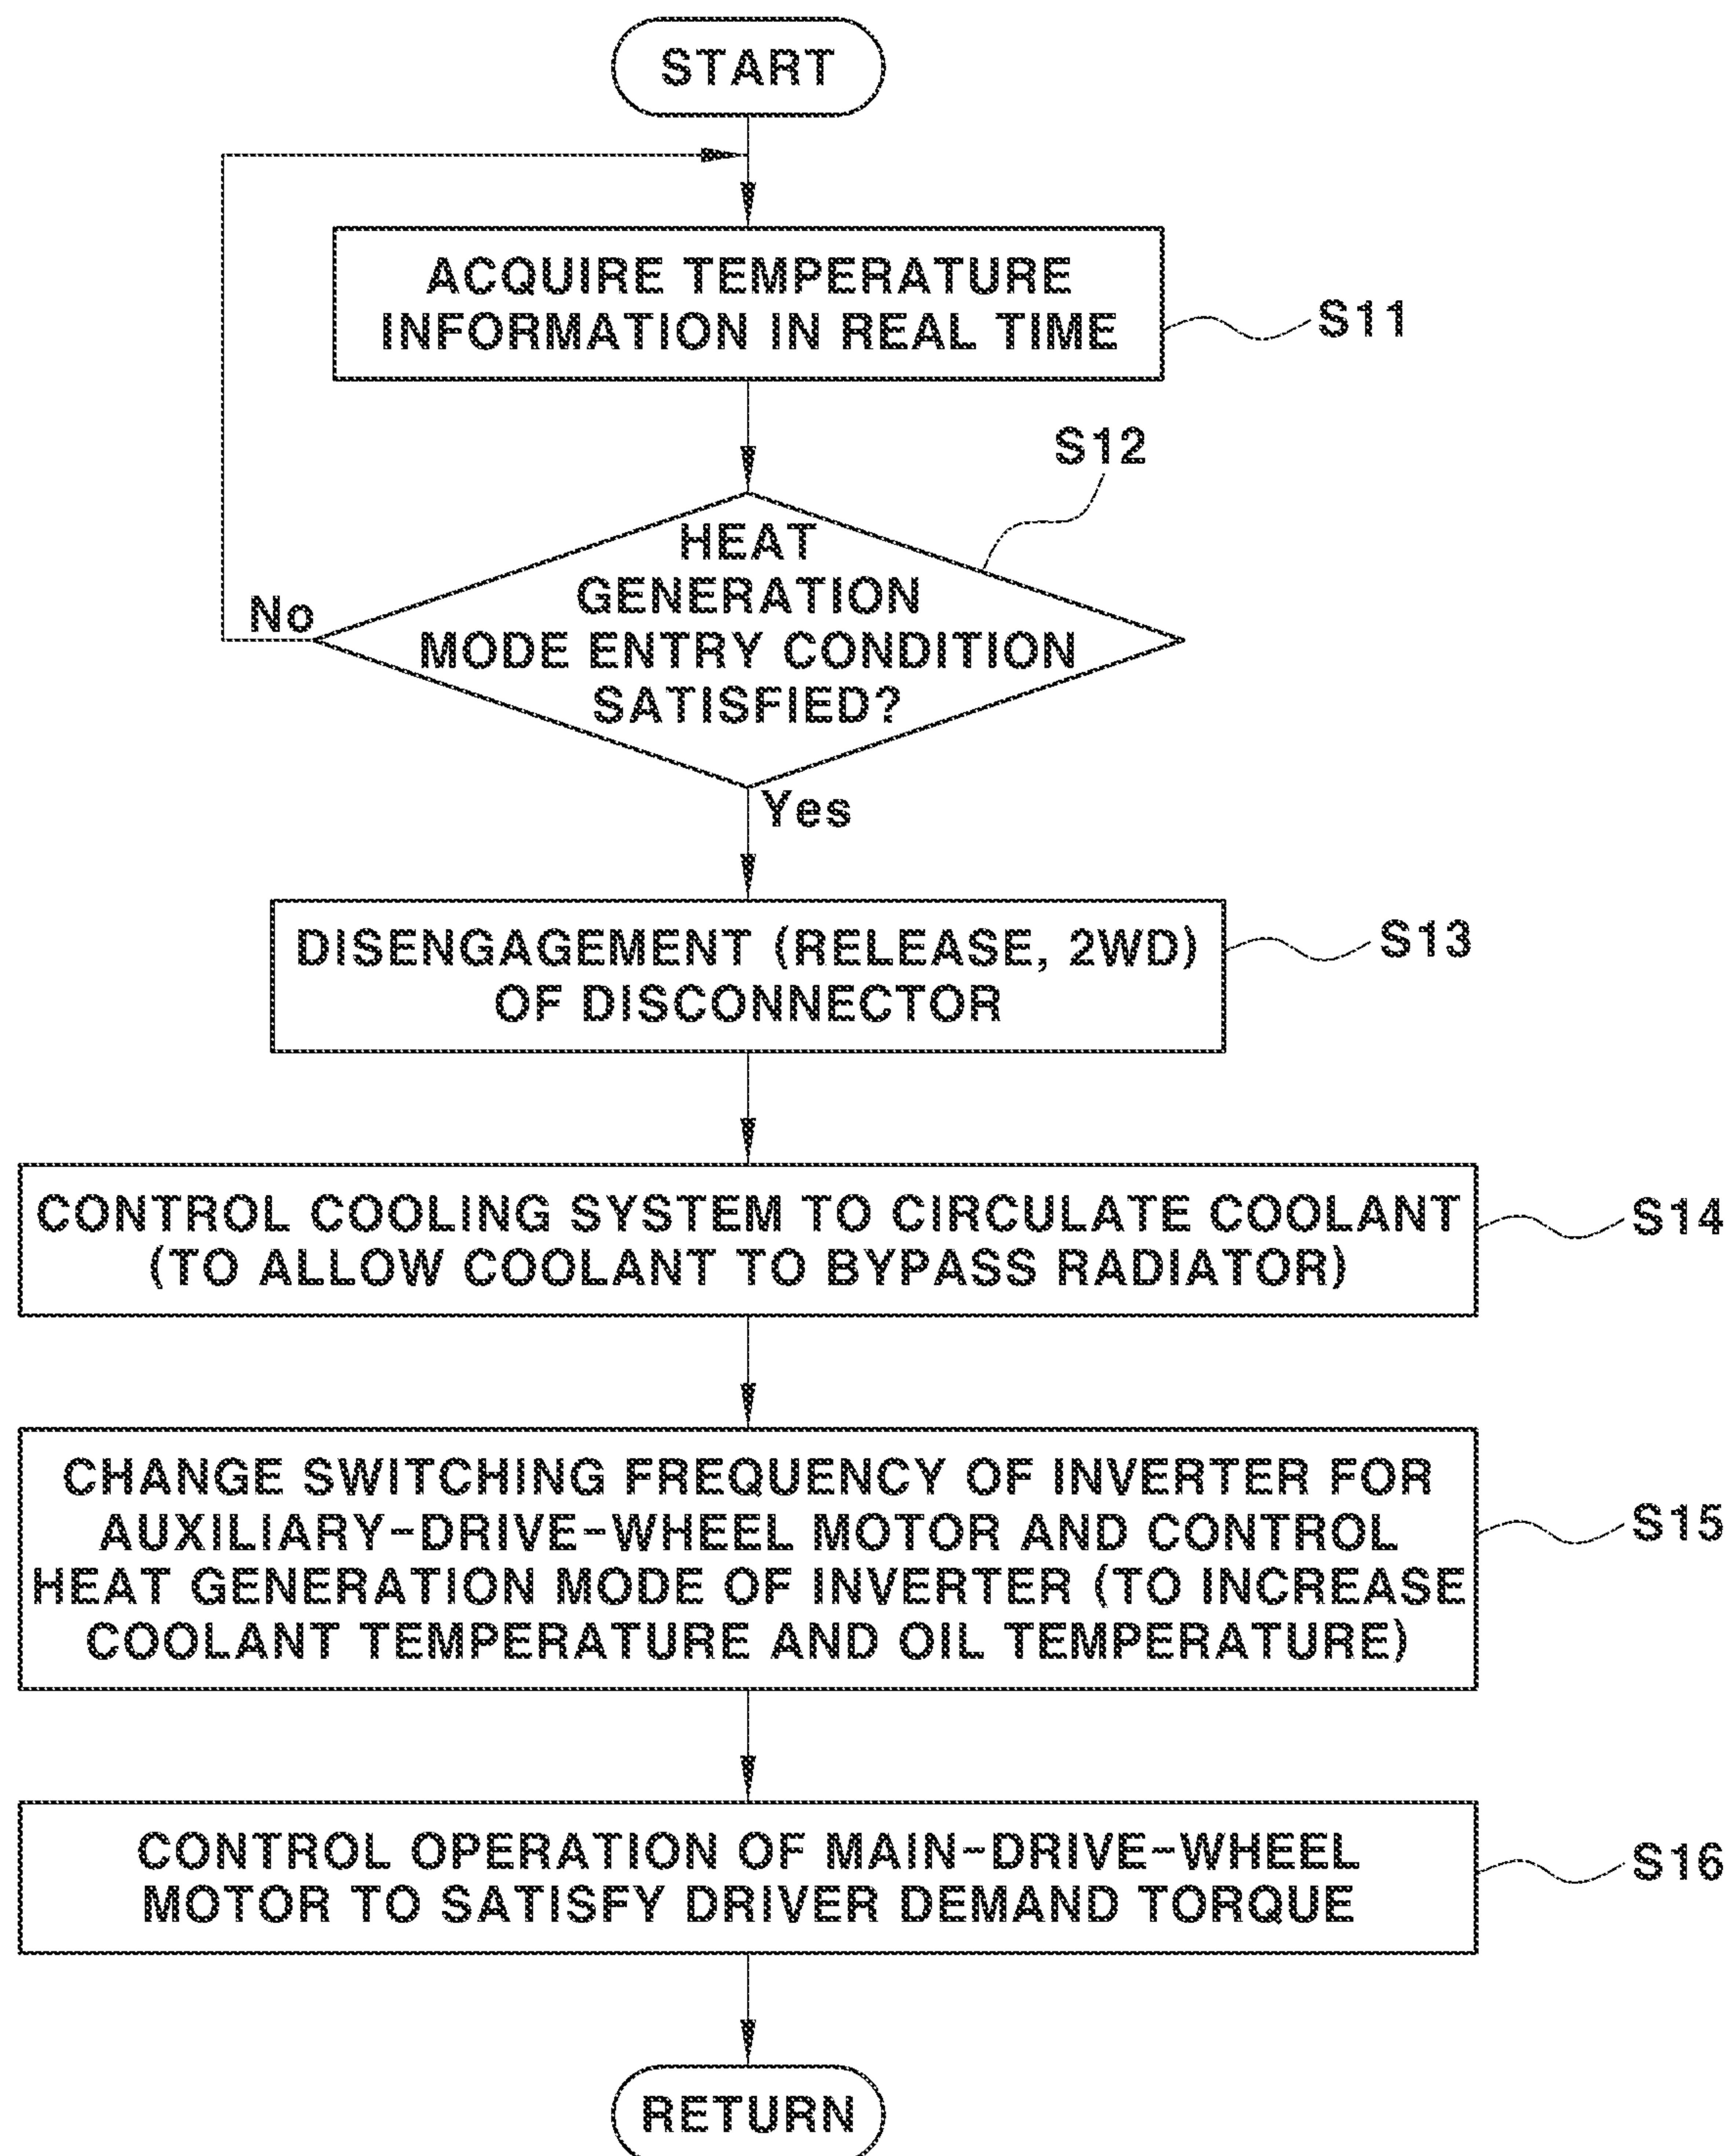 START
ACQUIRE TEMPERATURE
INFORMATION IN REAL TIME
S11
S12
HEAT
GENERATION
MODE ENTRY CONDITION
SATISFIED?
No
Yes
DISENGAGEMENT (RELEASE, 2WD)
OF DISCONNECTOR
S13
CONTROL COOLING SYSTEM TO CIRCULATE COOLANT
(TO ALLOW COOLANT TO BYPASS RADIATOR)
S14
CHANGE SWITCHING FREQUENCY OF INVERTER FOR
AUXILIARY-DRIVE-WHEEL MOTOR AND CONTROL
HEAT GENERATION MODE OF INVERTER (TO INCREASE
COOLANT TEMPERATURE AND OIL TEMPERATURE)
S15
CONTROL OPERATION OF MAIN-DRIVE-WHEEL
MOTOR TO SATISFY DRIVER DEMAND TORQUE
S16
RETURN